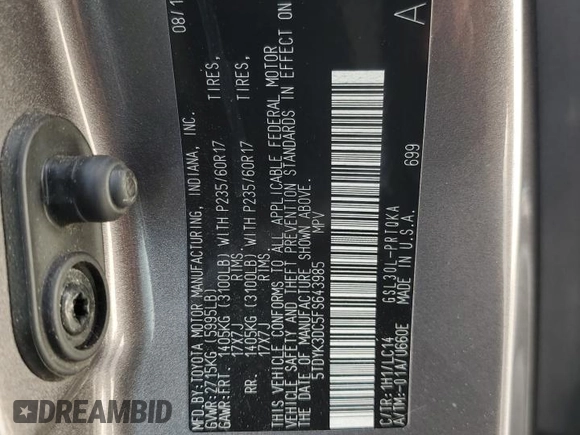 08/1
MFD. BY:TOYOTA MOTOR MANUFACTURING, INDIANA, INC.
GVWR: 2715KG (5995LB)
GAWR:FRT. 1405KG (3100LB) WITH P235/60R17 TIRES,
17X7J RIMS,
RR. 1405KG (3100LB) WITH P235/60R17 TIRES,
17X7J RIMS,
THIS VEHICLE CONFORMS TO ALL APPLICABLE FEDERAL MOTOR
VEHICLE SAFETY AND THEFT PREVENTION STANDARDS IN EFFECT ON
THE DATE OF MANUFACTURE SHOWN ABOVE.
5TDYK3DC5FS643985 MPV
A
699
C/TR:1H1/LC14 GSL30L-PRTQKA
A/TM:-01A/U660E MADE IN U.S.A.
DREAMBID